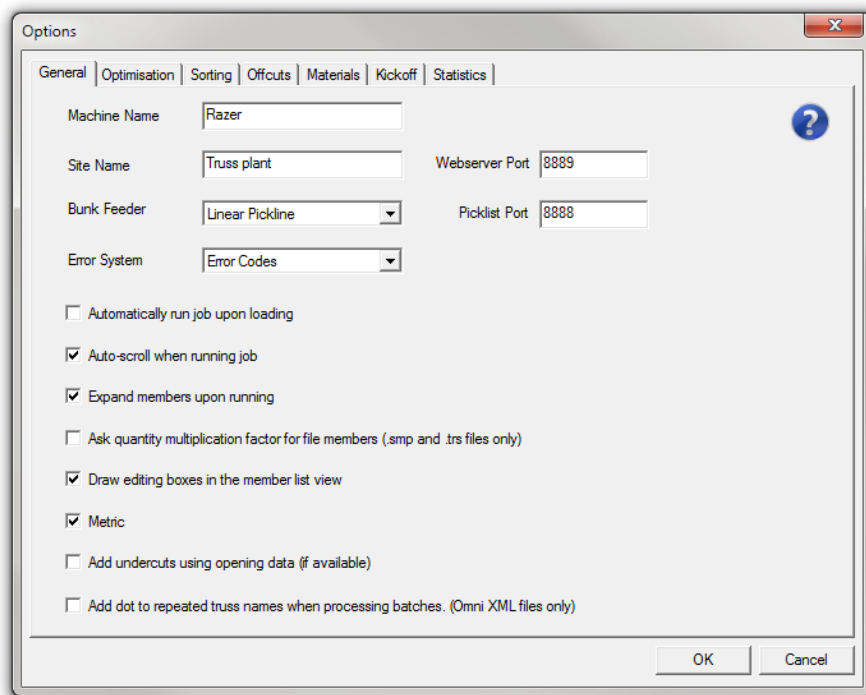 Options
General Optimisation Sorting Offcuts Materials Kickoff Statistics
Machine Name Razer ?
Site Name Truss plant Webserver Port 8889
Bunk Feeder Linear Pickline Picklist Port 8888
Error System Error Codes
Automatically run job upon loading
Auto-scroll when running job
Expand members upon running
Ask quantity multiplication factor for file members (.smp and .trs files only)
Draw editing boxes in the member list view
Metric
Add undercuts using opening data (if available)
Add dot to repeated truss names when processing batches. (Omni XML files only)
OK Cancel